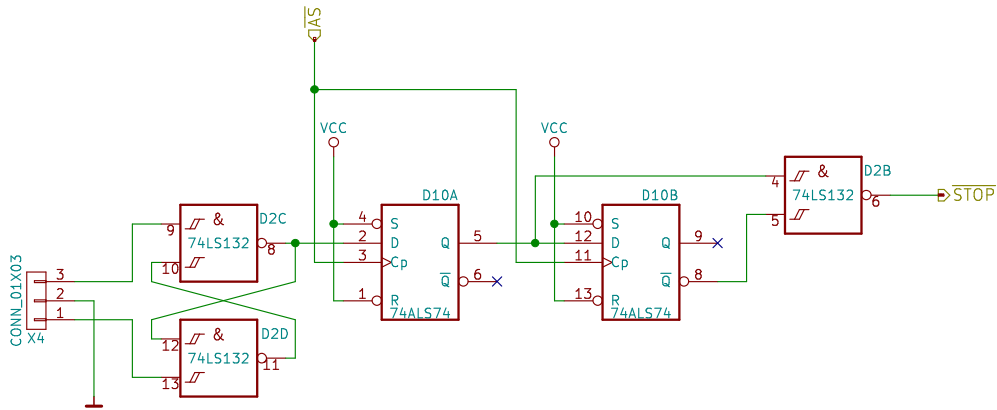 SAD
VCC
VCC
4
5
&
74LS132
D2B
6
STOP
9
10
&
74LS132
D2C
8
D10A
4
2
3
1
S
D
Cp
R
Q
Q
5
6
74ALS74
D10B
10
12
11
13
S
D
Cp
R
Q
Q
9
8
74ALS74
CONN_01X03
3
2
1
X4
12
13
&
74LS132
D2D
11